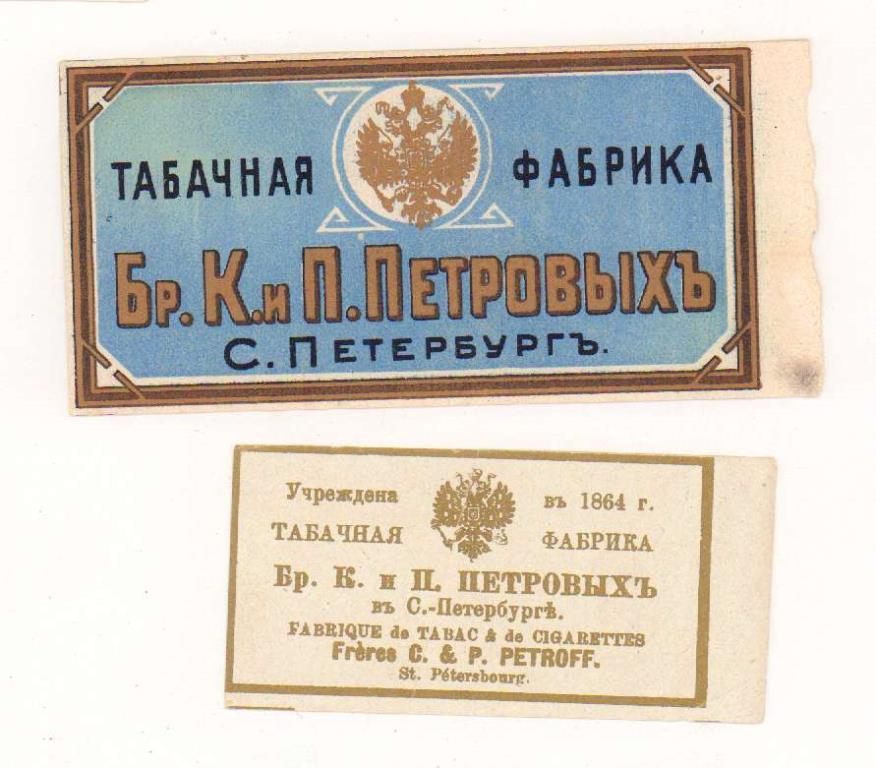 ТАБАЧНАЯ ФАБРИКА
Бр. К. и П. ПЕТРОВЫХЪ
С. ПЕТЕРБУРГЪ.
Учреждена въ 1864 г.
ТАБАЧНАЯ ФАБРИКА
Бр. К. и П. ПЕТРОВЫХЪ
въ С.-Петербургѣ.
FABRIQUE de TABAC & de CIGARETTES
Frères C. & P. PETROFF.
St. Pétersbourg.